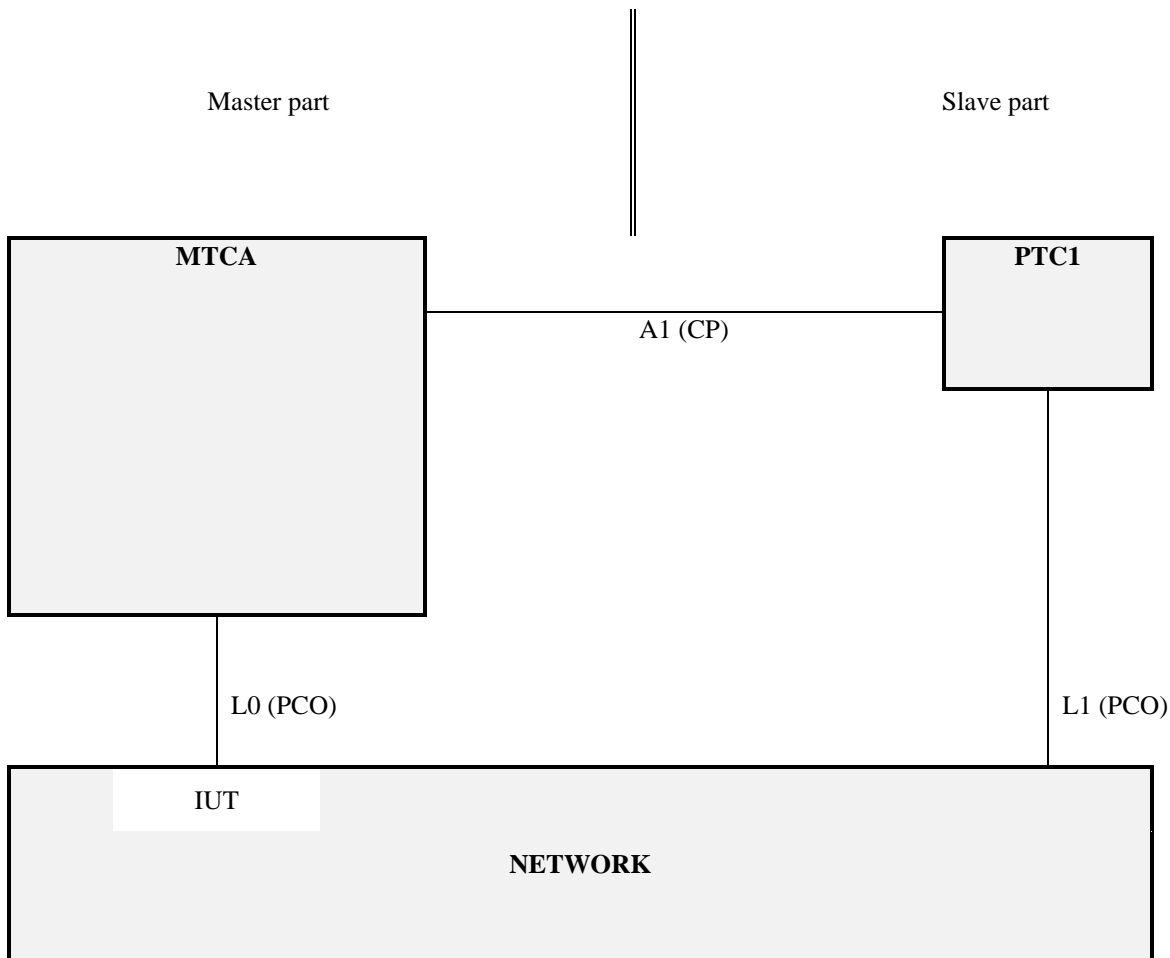 Master part
Slave part
MTCA
PTC1
A1 (CP)
L0 (PCO)
L1 (PCO)
IUT
NETWORK